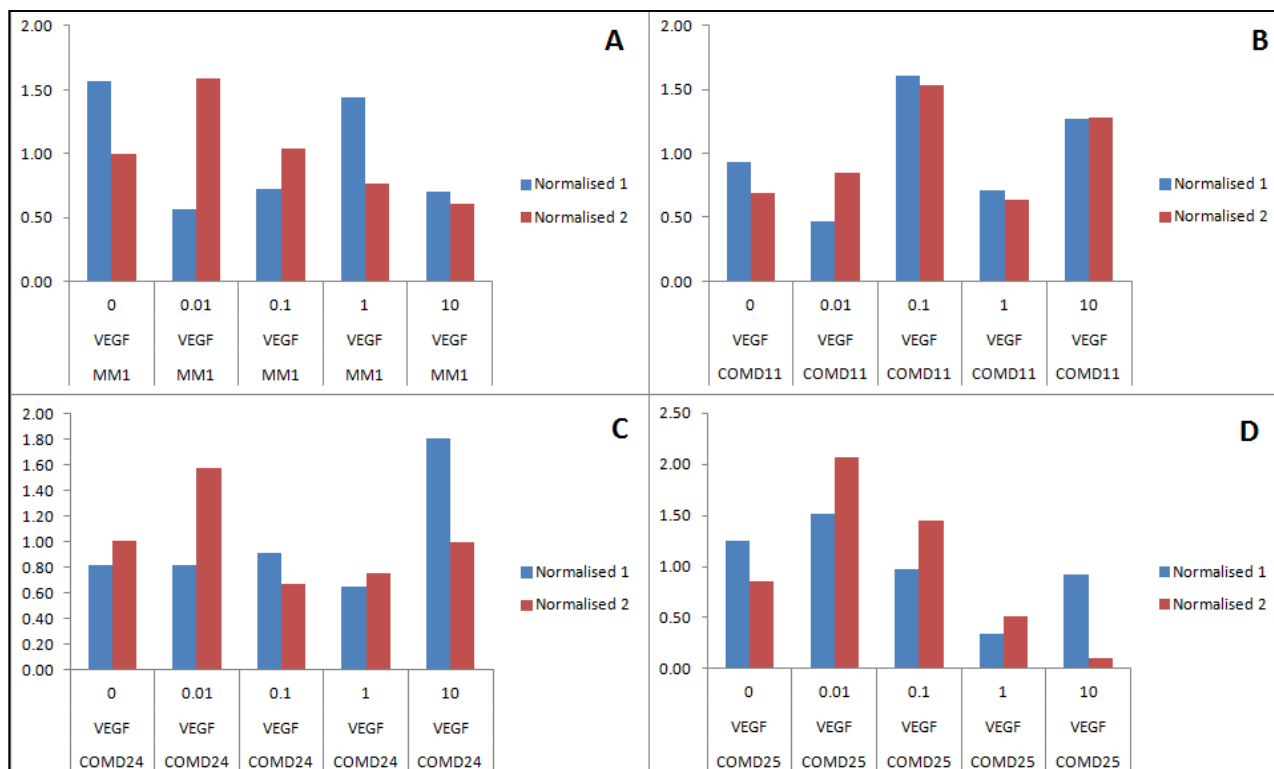 A
2.00
1.50
1.00
0.50
0.00
Normalised 1
Normalised 2
0 0.01 0.1 1 10
VEGF VEGF VEGF VEGF VEGF
MM1 MM1 MM1 MM1 MM1
B
2.00
1.50
1.00
0.50
0.00
Normalised 1
Normalised 2
0 0.01 0.1 1 10
VEGF VEGF VEGF VEGF VEGF
COMD11 COMD11 COMD11 COMD11 COMD11
C
2.00
1.80
1.60
1.40
1.20
1.00
0.80
0.60
0.40
0.20
0.00
Normalised 1
Normalised 2
0 0.01 0.1 1 10
VEGF VEGF VEGF VEGF VEGF
COMD24 COMD24 COMD24 COMD24 COMD24
D
2.50
2.00
1.50
1.00
0.50
0.00
Normalised 1
Normalised 2
0 0.01 0.1 1 10
VEGF VEGF VEGF VEGF VEGF
COMD25 COMD25 COMD25 COMD25 COMD25